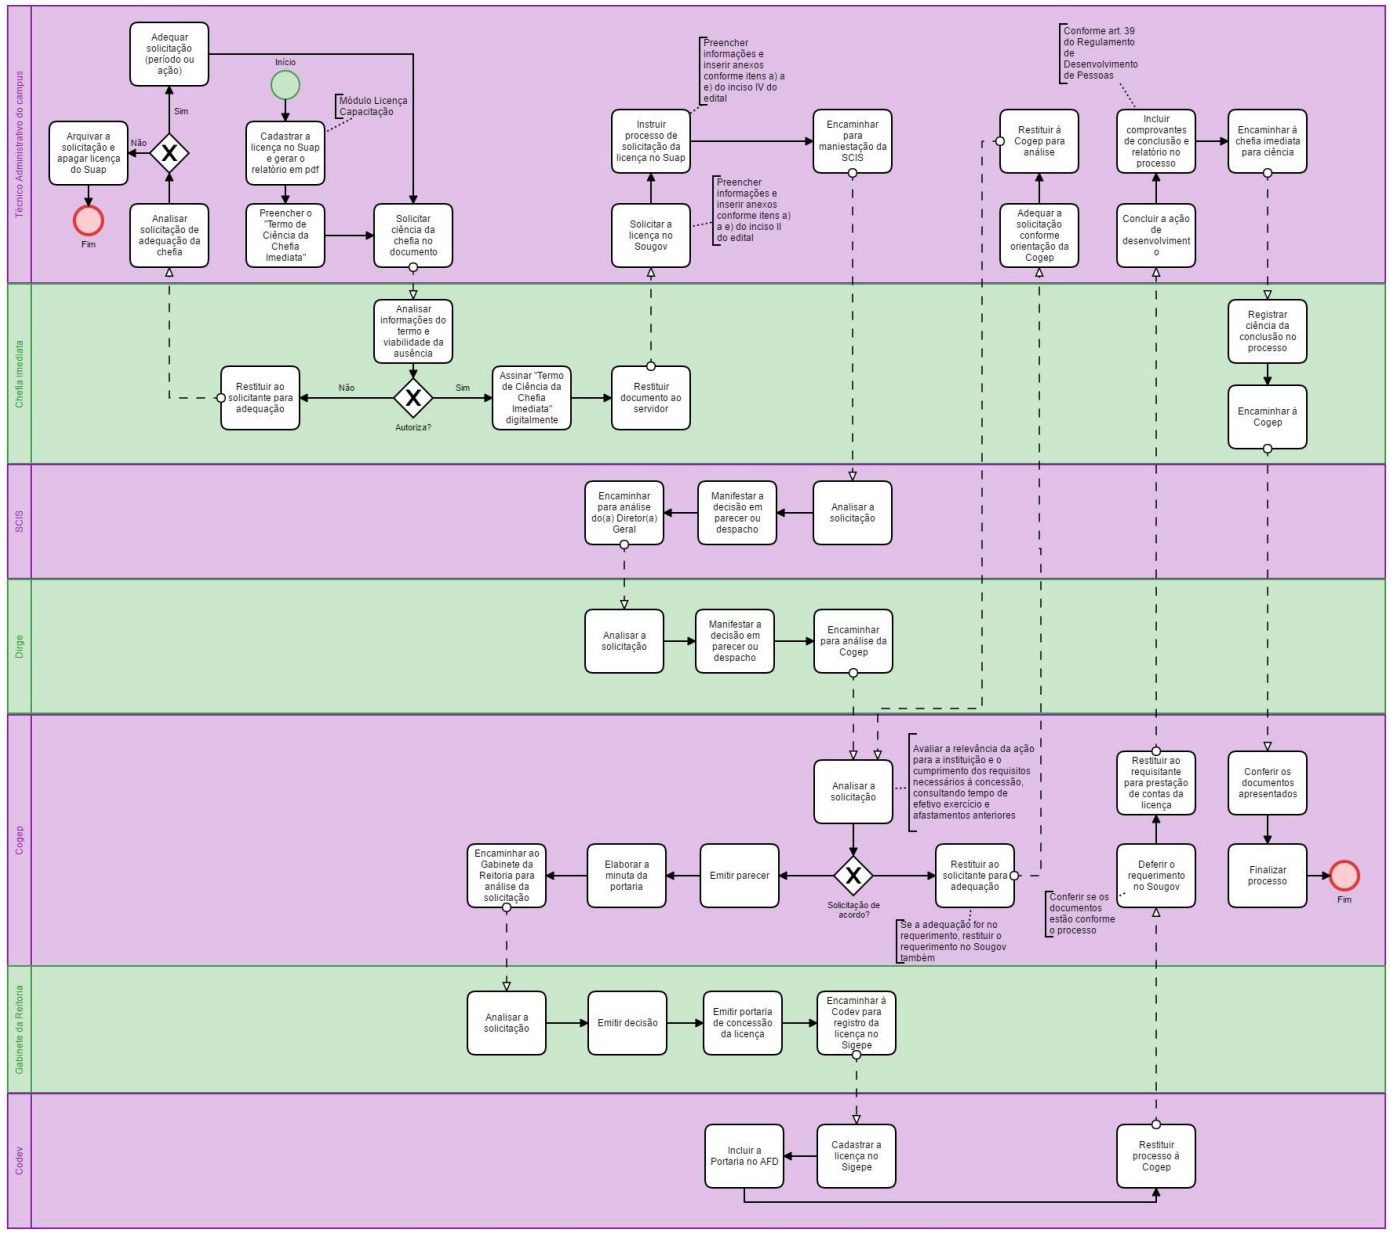 Técnico Administrativo do campus
Adequar
solicitação
(período ou
ação)
Sim
Não
Arquivar a
solicitação e
apagar licença
do Suap
Fim
Analisar
solicitação de
adequação da
chefia
Início
Módulo Licença
Capacitação
Cadastrar a
licença no Suap
e gerar o
relatório em pdf
Preencher o
"Termo de
Ciência da
Chefia
Imediata"
Solicitar
ciência da
chefia no
documento
Preencher
informações e
inserir anexos
conforme itens a) a
e) do inciso IV do
edital
Instruir
processo de
solicitação da
licença no Suap
Encaminhar
para
maniestação da
SCIS
Preencher
informações e
inserir anexos
conforme itens a)
a e) do inciso II
do edital
Solicitar a
licença no
Sougov
Conforme art. 39
do Regulamento
de
Desenvolvimento
de Pessoas
Restituir á
Cogep para
análise
Incluir
comprovantes
de conclusão e
relatório no
processo
Encaminhar á
chefia imediata
para ciência
Adequar a
solicitação
conforme
orientação da
Cogep
Concluir a ação
de
desenvolviment
o
Chefia imediata
Analisar
informações do
termo e
viabilidade da
ausência
Restituir ao
solicitante para
adequação
Não
Sim
Autoriza?
Assinar "Termo
de Ciência da
Chefia
Imediata"
digitalmente
Restituir
documento ao
servidor
Registrar
ciência da
conclusão no
processo
Encaminhar á
Cogep
SCIS
Encaminhar
para análise
do(a) Diretor(a)
Geral
Manifestar a
decisão em
parecer ou
despacho
Analisar a
solicitação
Dirge
Analisar a
solicitação
Manifestar a
decisão em
parecer ou
despacho
Encaminhar
para análise da
Cogep
Cogep
Analisar a
solicitação
Avaliar a relevância da ação
para a instituição e o
cumprimento dos requisitos
necessários á concessão,
consultando tempo de
efetivo exercício e
afastamentos anteriores
Restituir ao
requisitante
para prestação
de contas da
licença
Conferir os
documentos
apresentados
Encaminhar ao
Gabinete da
Reitoria para
análise da
solicitação
Elaborar a
minuta da
portaria
Emitir parecer
Solicitação de
acordo?
Restituir ao
solicitante para
adequação
Se a adequação for no
requerimento, restituir o
requerimento no Sougov
também
Conferir se os
documentos
estão conforme
o processo
Deferir o
requerimento
no Sougov
Finalizar
processo
Fim
Gabinete da Reitoria
Analisar a
solicitação
Emitir decisão
Emitir portaria
de concessão
da licença
Encaminhar á
Codev para
registro da
licença no
Sigepe
Codev
Incluir a
Portaria no AFD
Cadastrar a
licença no
Sigepe
Restituir
processo á
Cogep